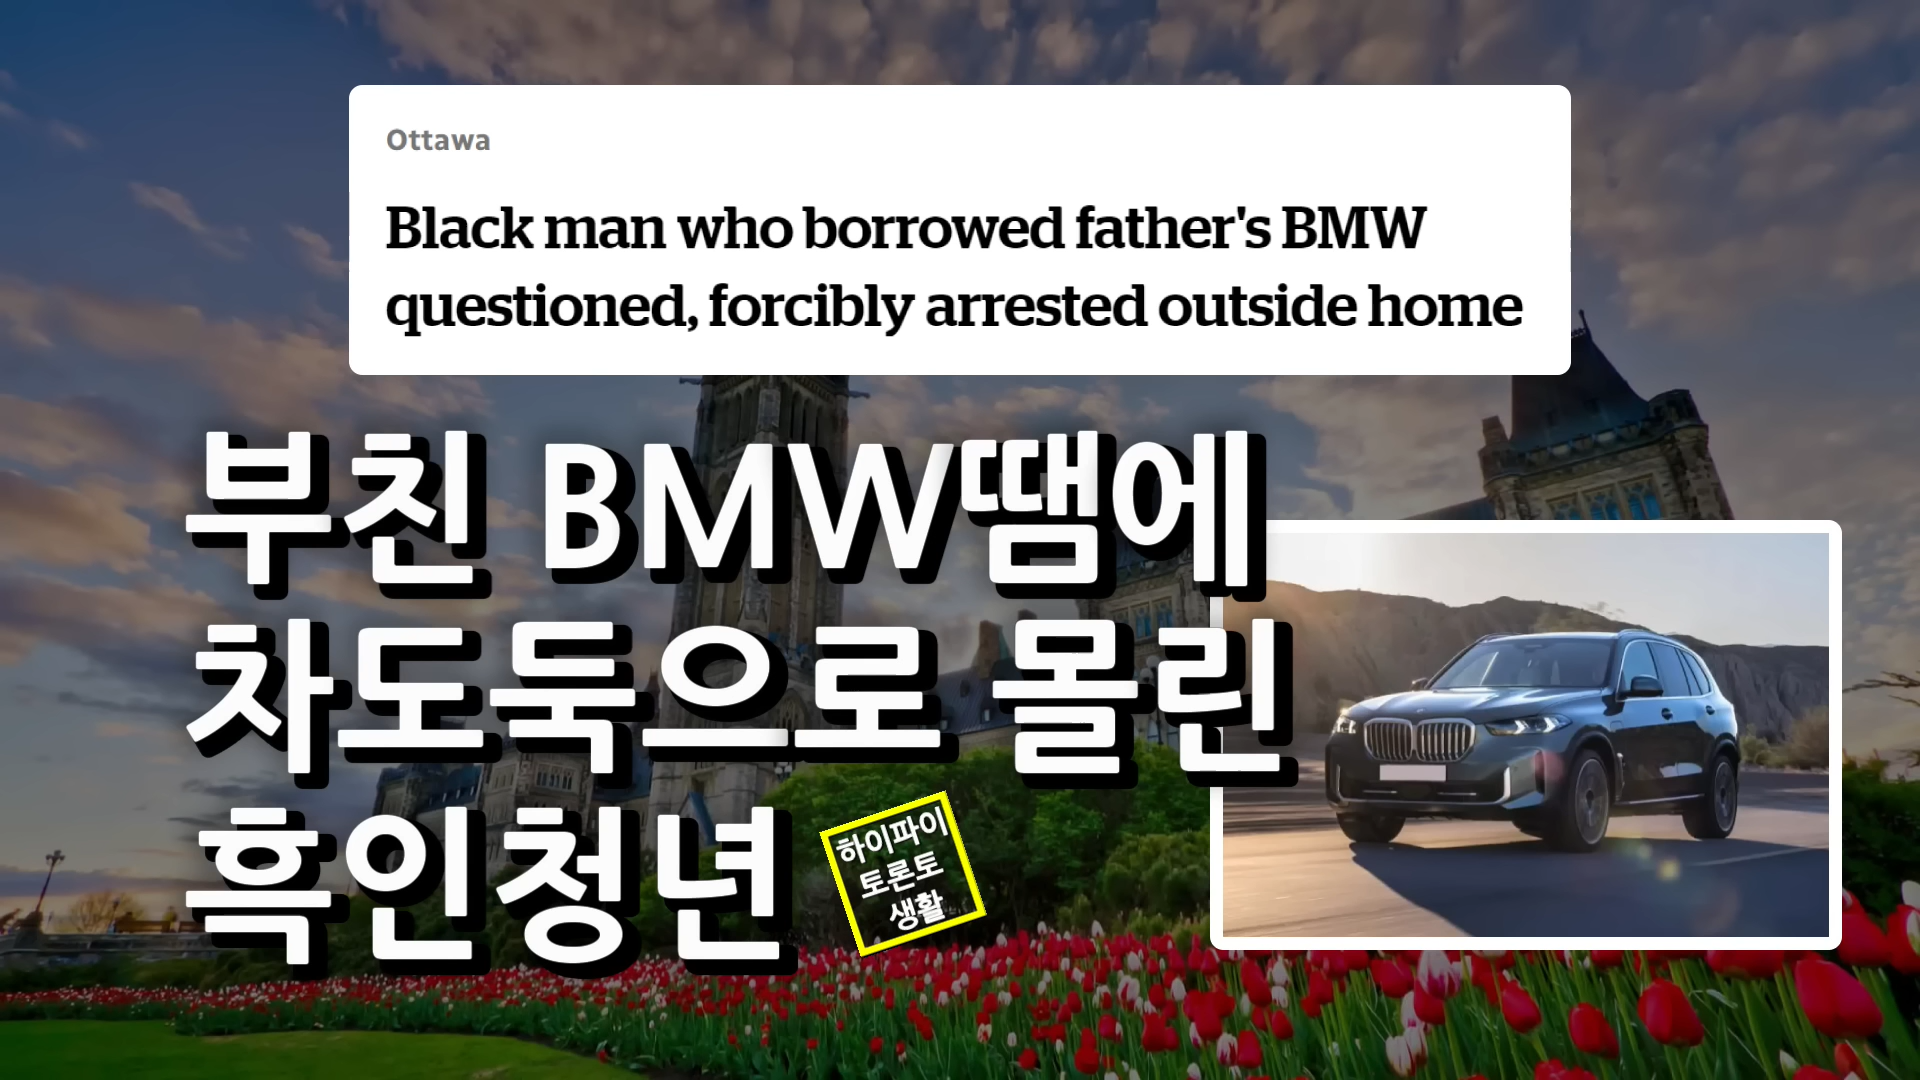 Ottawa
Black man who borrowed father's BMW
questioned, forcibly arrested outside home
부친 BMW땜에
차도둑으로 몰린
흑인청년
하이파이
토론토
생활